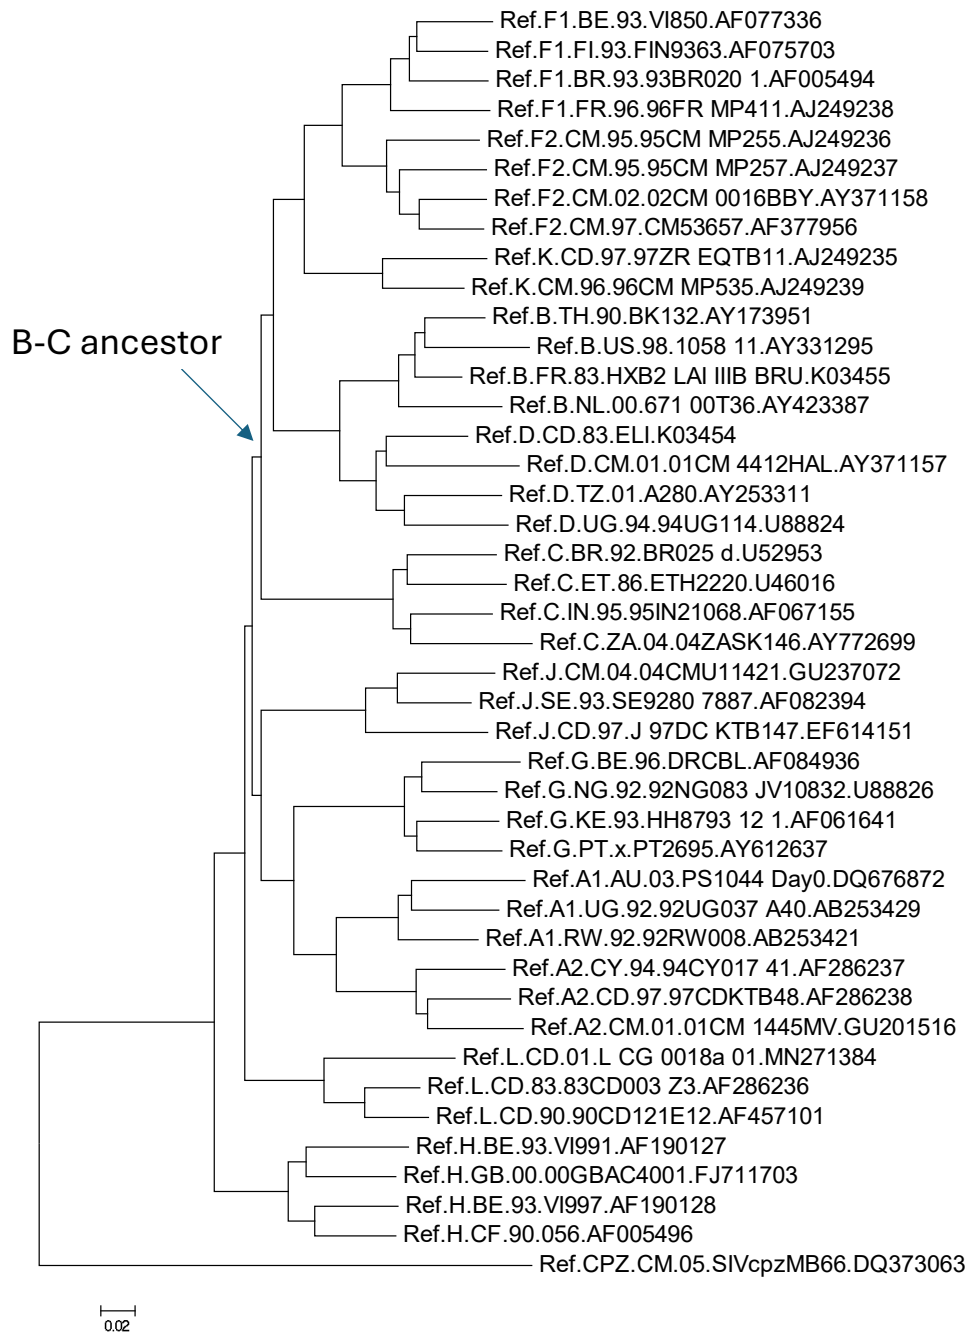 Ref.F1.BE.93.VI850.AF077336
Ref.F1.FI.93.FIN9363.AF075703
Ref.F1.BR.93.93BR020 1.AF005494
Ref.F1.FR.96.96FR MP411.AJ249238
Ref.F2.CM.95.95CM MP255.AJ249236
Ref.F2.CM.95.95CM MP257.AJ249237
Ref.F2.CM.02.02CM 0016BBY.AY371158
Ref.F2.CM.97.CM53657.AF377956
Ref.K.CD.97.97ZR EQTB11.AJ249235
Ref.K.CM.96.96CM MP535.AJ249239
Ref.B.TH.90.BK132.AY173951
B-C ancestor
Ref.B.US.98.1058 11.AY331295
Ref.B.FR.83.HXB2 LAI IIIB BRU.K03455
Ref.B.NL.00.671 00T36.AY423387
Ref.D.CD.83.ELI.K03454
Ref.D.CM.01.01CM 4412HAL.AY371157
Ref.D.TZ.01.A280.AY253311
Ref.D.UG.94.94UG114.U88824
Ref.C.BR.92.BR025 d.U52953
Ref.C.ET.86.ETH2220.U46016
Ref.C.IN.95.95IN21068.AF067155
Ref.C.ZA.04.04ZASK146.AY772699
Ref.J.CM.04.04CMU11421.GU237072
Ref.J.SE.93.SE9280 7887.AF082394
Ref.J.CD.97.J 97DC KTB147.EF614151
Ref.G.BE.96.DRCBL.AF084936
Ref.G.NG.92.92NG083 JV10832.U88826
Ref.G.KE.93.HH8793 12 1.AF061641
Ref.G.PT.x.PT2695.AY612637
Ref.A1.AU.03.PS1044 Day0.DQ676872
Ref.A1.UG.92.92UG037 A40.AB253429
Ref.A1.RW.92.92RW008.AB253421
Ref.A2.CY.94.94CY017 41.AF286237
Ref.A2.CD.97.97CDKTB48.AF286238
Ref.A2.CM.01.01CM 1445MV.GU201516
Ref.L.CD.01.L CG 0018a 01.MN271384
Ref.L.CD.83.83CD003 Z3.AF286236
Ref.L.CD.90.90CD121E12.AF457101
Ref.H.BE.93.VI991.AF190127
Ref.H.GB.00.00GBAC4001.FJ711703
Ref.H.BE.93.VI997.AF190128
Ref.H.CF.90.056.AF005496
Ref.CPZ.CM.05.SIVcpzMB66.DQ373063
0.02